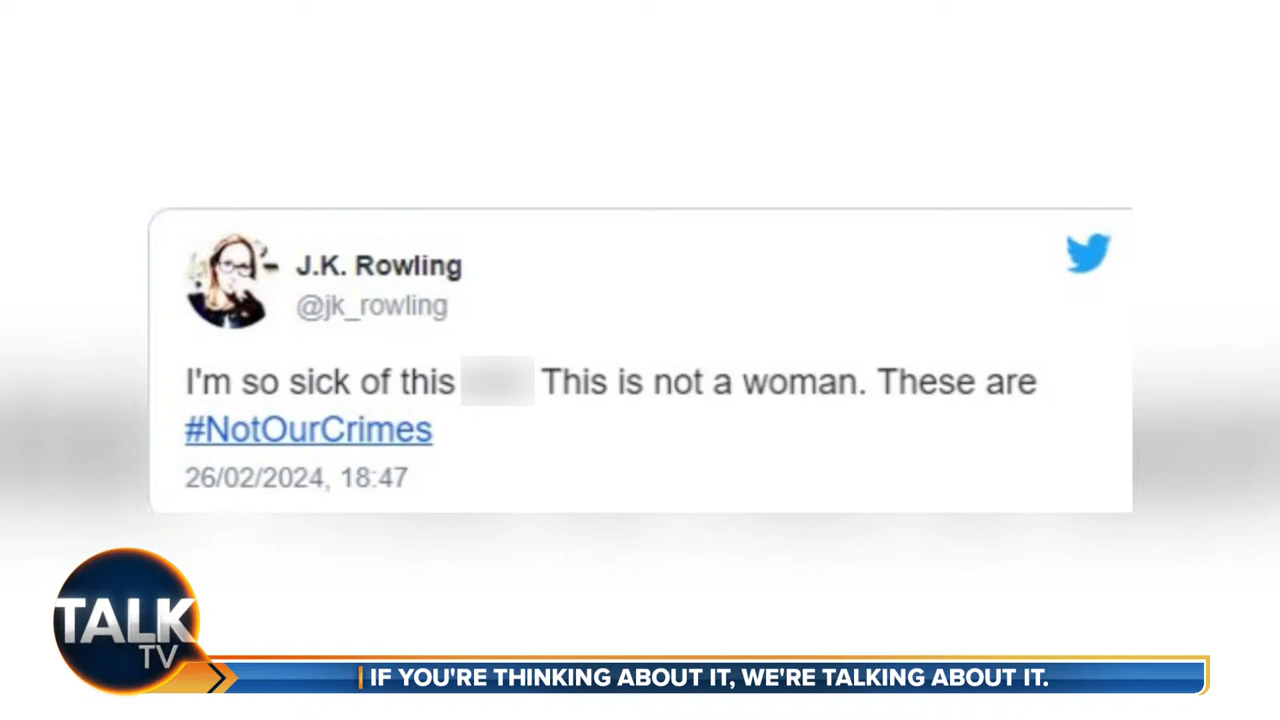 J.K. Rowling
@jk_rowling
I'm so sick of this This is not a woman. These are
#NotOurCrimes
26/02/2024, 18:47
TALK
TV
IF YOU'RE THINKING ABOUT IT, WE'RE TALKING ABOUT IT.